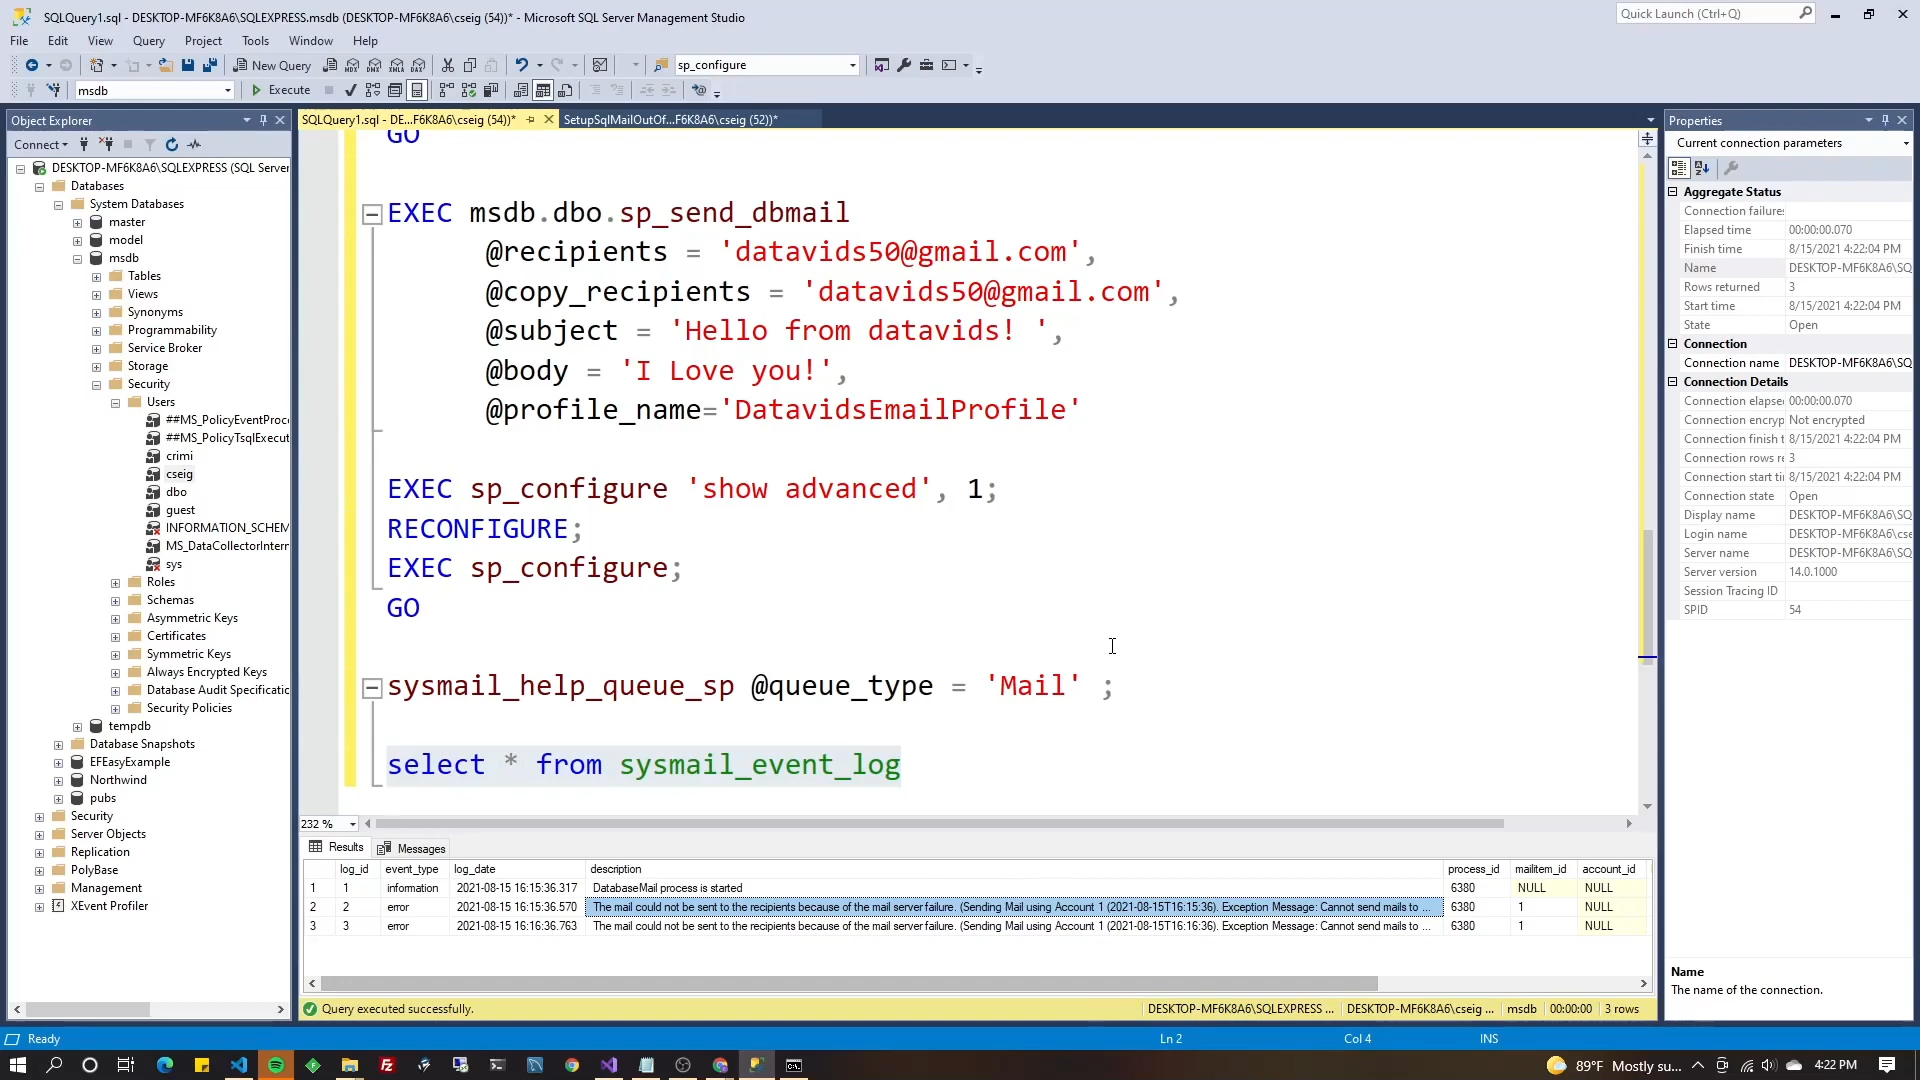 SQLQuery1.sql - DESKTOP-MF6K8A6\SQLEXPRESS.msdb (DESKTOP-MF6K8A6\cseig (54))* - Microsoft SQL Server Management Studio
Quick Launch (Ctrl+Q)
File Edit View Query Project Tools Window Help
New Query
MDX DMX XMLA DAX
sp_configure
msdb
Execute
Object Explorer
Connect
DESKTOP-MF6K8A6\SQLEXPRESS (SQL Server
Databases
System Databases
master
model
msdb
Tables
Views
Synonyms
Programmability
Service Broker
Storage
Security
Users
##MS_PolicyEventProc
##MS_PolicyTsqlExecut
crimi
cseig
dbo
guest
INFORMATION_SCHEM
MS_DataCollectorIntern
sys
Roles
Schemas
Asymmetric Keys
Certificates
Symmetric Keys
Always Encrypted Keys
Database Audit Specificatio
Security Policies
tempdb
Database Snapshots
EFEasyExample
Northwind
pubs
Security
Server Objects
Replication
PolyBase
Management
XEvent Profiler
SQLQuery1.sql - DE...F6K8A6\cseig (54))*
SetupSqlMailOutOf...F6K8A6\cseig (52))*
GO
EXEC msdb.dbo.sp_send_dbmail
@recipients = 'datavids50@gmail.com',
@copy_recipients = 'datavids50@gmail.com',
@subject = 'Hello from datavids! ',
@body = 'I Love you!',
@profile_name='DatavidsEmailProfile'
EXEC sp_configure 'show advanced', 1;
RECONFIGURE;
EXEC sp_configure;
GO
sysmail_help_queue_sp @queue_type = 'Mail' ;
select * from sysmail_event_log
232 %
Results Messages
log_id event_type log_date description process_id mailitem_id account_id
1 1 information 2021-08-15 16:15:36.317 DatabaseMail process is started 6380 NULL NULL
2 2 error 2021-08-15 16:15:36.570 The mail could not be sent to the recipients because of the mail server failure. (Sending Mail using Account 1 (2021-08-15T16:15:36). Exception Message: Cannot send mails to ... 6380 1 NULL
3 3 error 2021-08-15 16:16:36.763 The mail could not be sent to the recipients because of the mail server failure. (Sending Mail using Account 1 (2021-08-15T16:16:36). Exception Message: Cannot send mails to ... 6380 1 NULL
Query executed successfully.
DESKTOP-MF6K8A6\SQLEXPRESS ... DESKTOP-MF6K8A6\cseig ... msdb 00:00:00 3 rows
Properties
Current connection parameters
Aggregate Status
Connection failures
Elapsed time 00:00:00.070
Finish time 8/15/2021 4:22:04 PM
Name DESKTOP-MF6K8A6\SQ
Rows returned 3
Start time 8/15/2021 4:22:04 PM
State Open
Connection
Connection name DESKTOP-MF6K8A6\SQ
Connection Details
Connection elapse 00:00:00.070
Connection encryp Not encrypted
Connection finish t 8/15/2021 4:22:04 PM
Connection rows re 3
Connection start ti 8/15/2021 4:22:04 PM
Connection state Open
Display name DESKTOP-MF6K8A6\SQ
Login name DESKTOP-MF6K8A6\cse
Server name DESKTOP-MF6K8A6\SQ
Server version 14.0.1000
Session Tracing ID
SPID 54
Name
The name of the connection.
Ready
Ln 2 Col 4 INS
89°F Mostly su... 4:22 PM